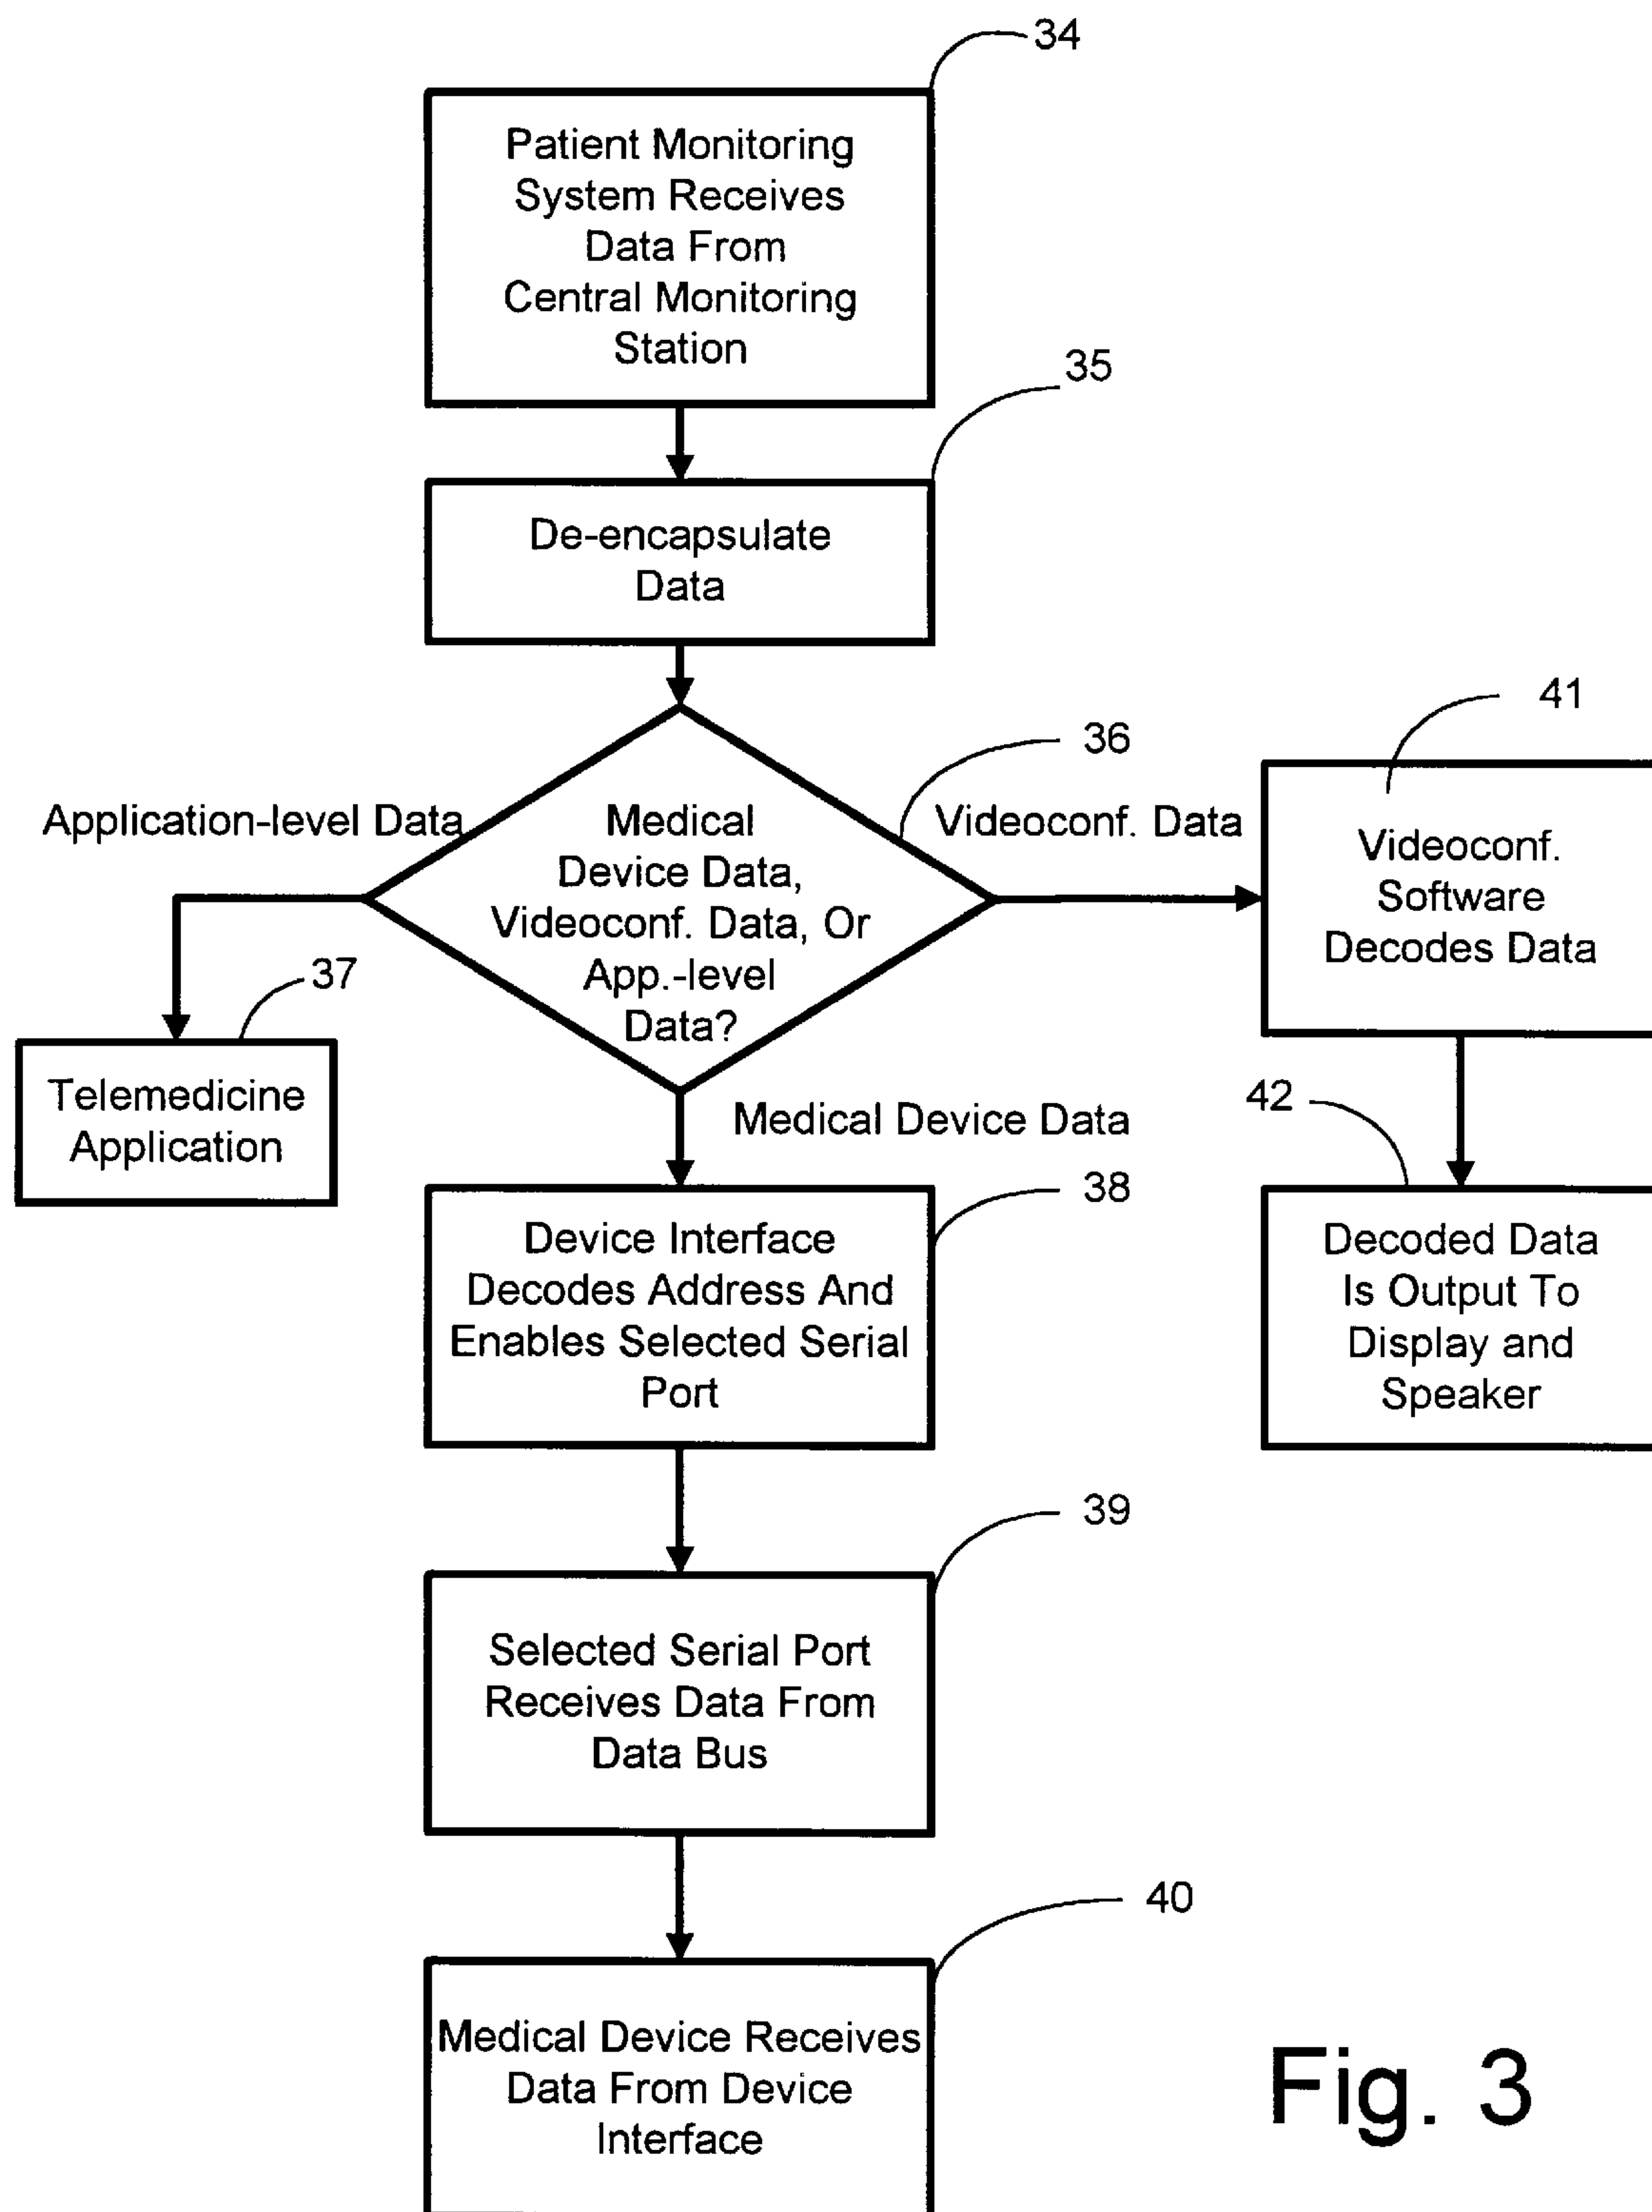 34
Patient Monitoring
System Receives
Data From
Central Monitoring
Station
35
De-encapsulate
Data
36
Medical
Device Data,
Videoconf. Data, Or
App.-level
Data?
Application-level Data
37
Telemedicine
Application
Videoconf. Data
41
Videoconf.
Software
Decodes Data
42
Decoded Data
Is Output To
Display and
Speaker
Medical Device Data
38
Device Interface
Decodes Address And
Enables Selected Serial
Port
39
Selected Serial Port
Receives Data From
Data Bus
40
Medical Device Receives
Data From Device
Interface
Fig. 3